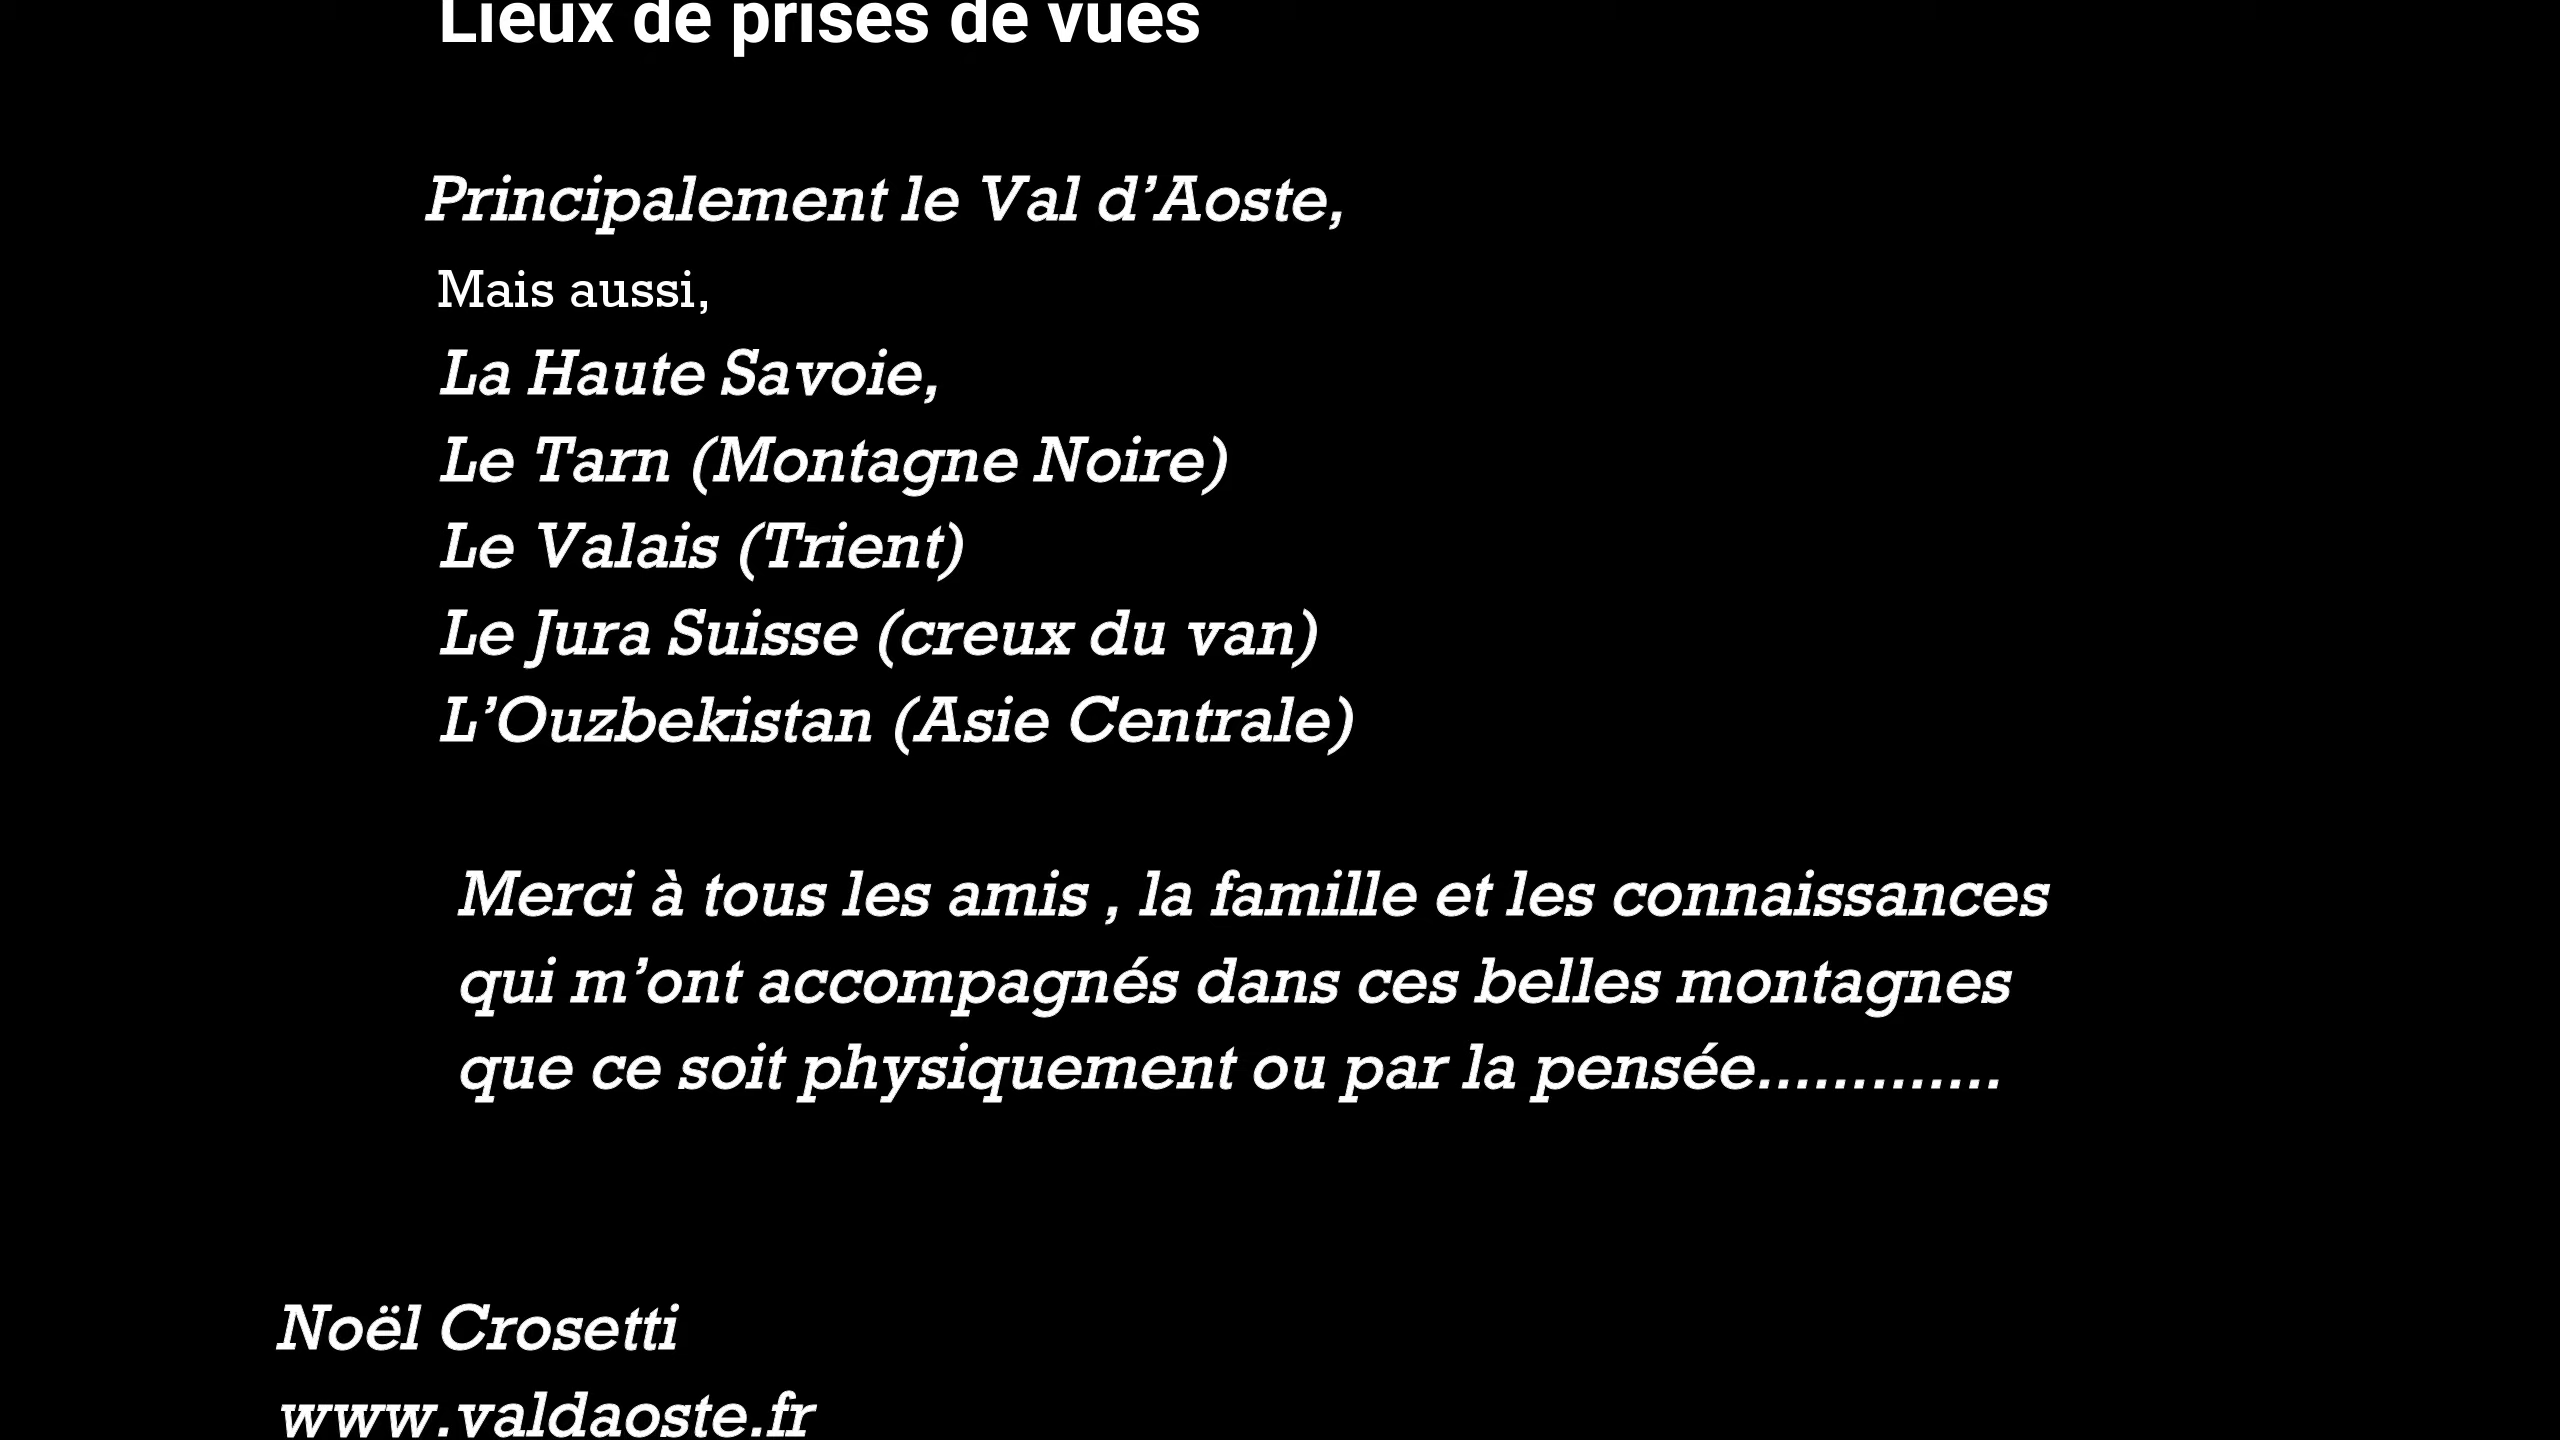 Lieux de prises de vues
Principalement le Val d’Aoste,
Mais aussi,
La Haute Savoie,
Le Tarn (Montagne Noire)
Le Valais (Trient)
Le Jura Suisse (creux du van)
L’Ouzbekistan (Asie Centrale)
Merci à tous les amis , la famille et les connaissances
qui m’ont accompagnés dans ces belles montagnes
que ce soit physiquement ou par la pensée.............
Noël Crosetti
www.valdaoste.fr